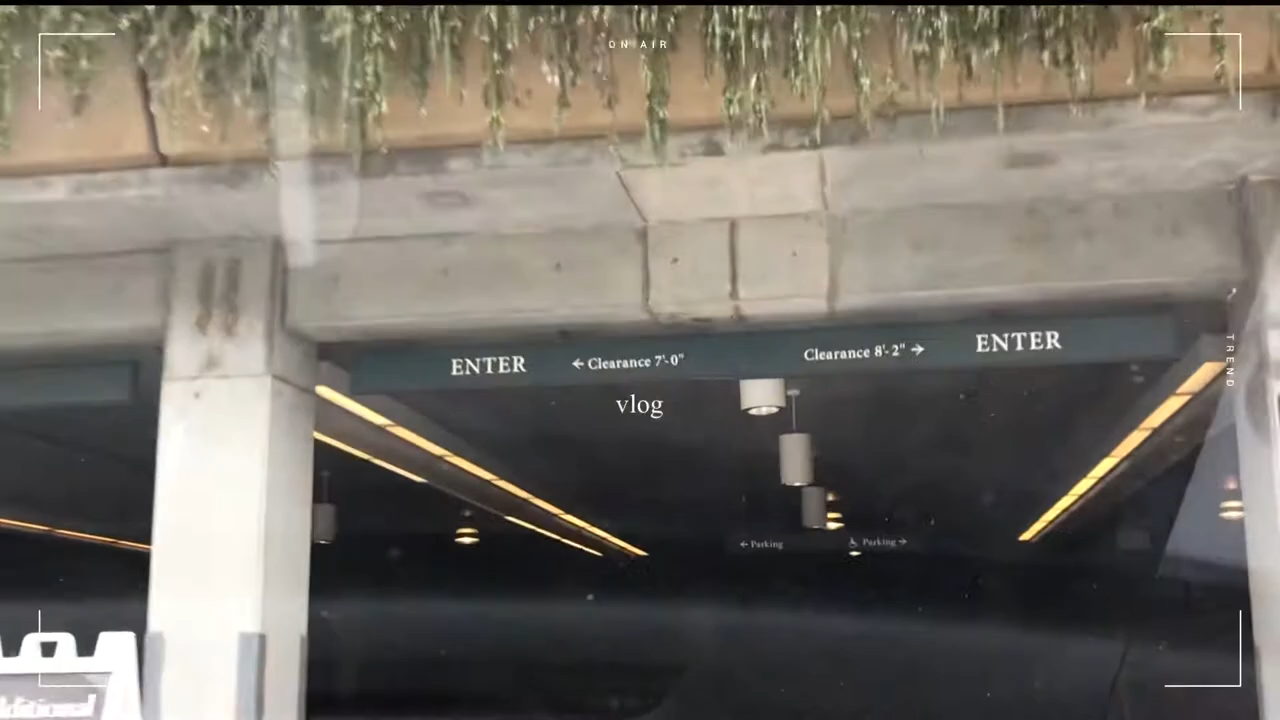 ON AIR
ENTER ← Clearance 7'-0" Clearance 8'-2" → ENTER
TREND
vlog
← Parking ♿ Parking →